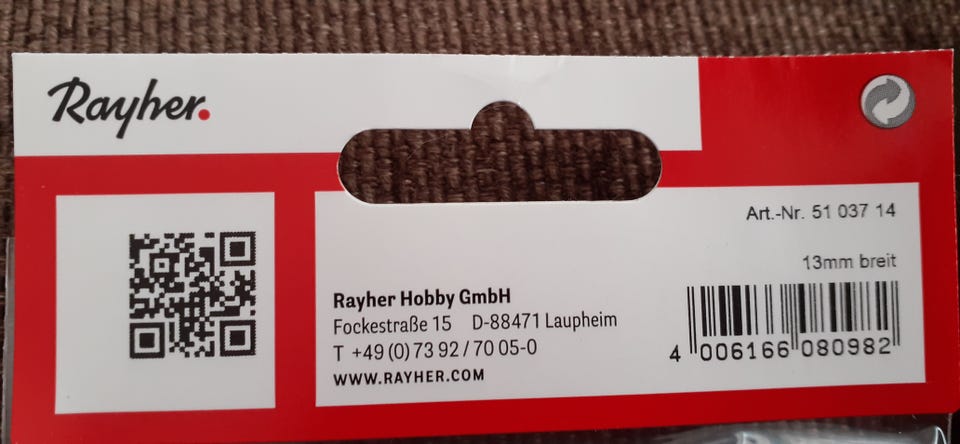 Rayher.
Art.-Nr. 51 037 14
13mm breit
Rayher Hobby GmbH
Fockestraße 15 D-88471 Laupheim
T +49 (0) 73 92 / 70 05-0
WWW.RAYHER.COM
4 006166 080982